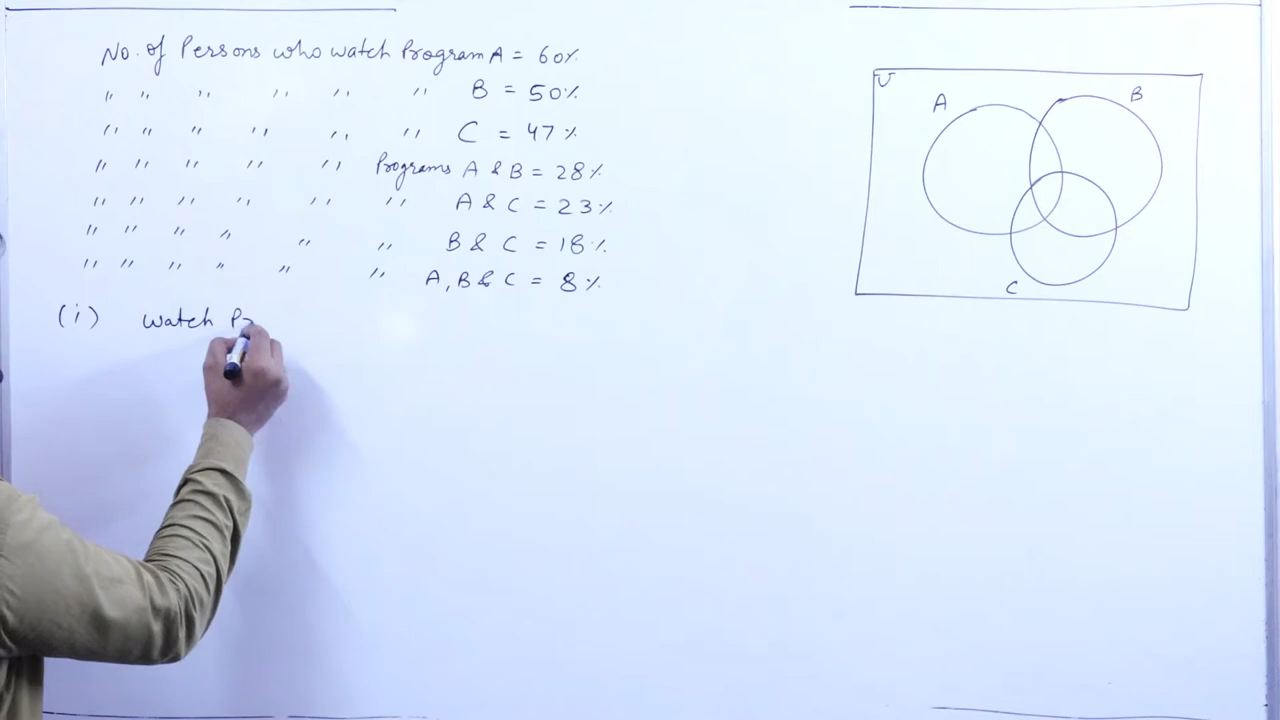 No. of Persons who watch Program A = 60%
" " " " " " B = 50%
" " " " " " C = 47%
" " " " " Programs A & B = 28%
" " " " " " A & C = 23%
" " " " " " B & C = 18%
" " " " " " A, B & C = 8%
(i) watch
U
A
B
C